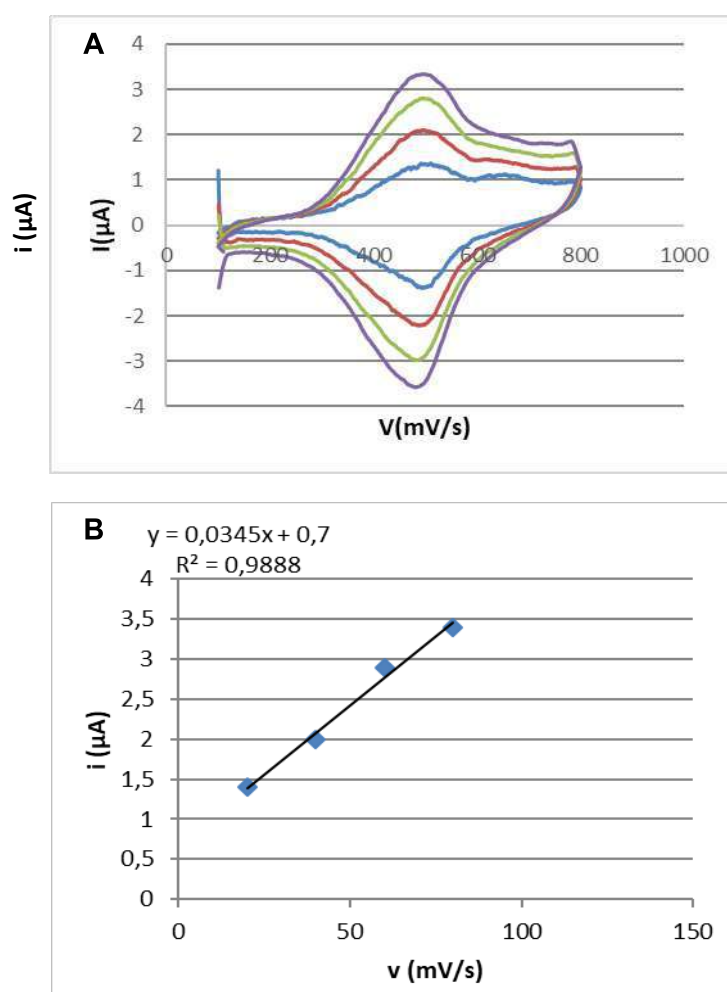 A
4
3
2
1
0
-1
-2
-3
-4
0 200 400 600 800 1000
i (µA)
I(µA)
V(mV/s)
B
y = 0,0345x + 0,7
R² = 0,9888
4
3,5
3
2,5
2
1,5
1
0,5
0
0 50 100 150
i (µA)
v (mV/s)